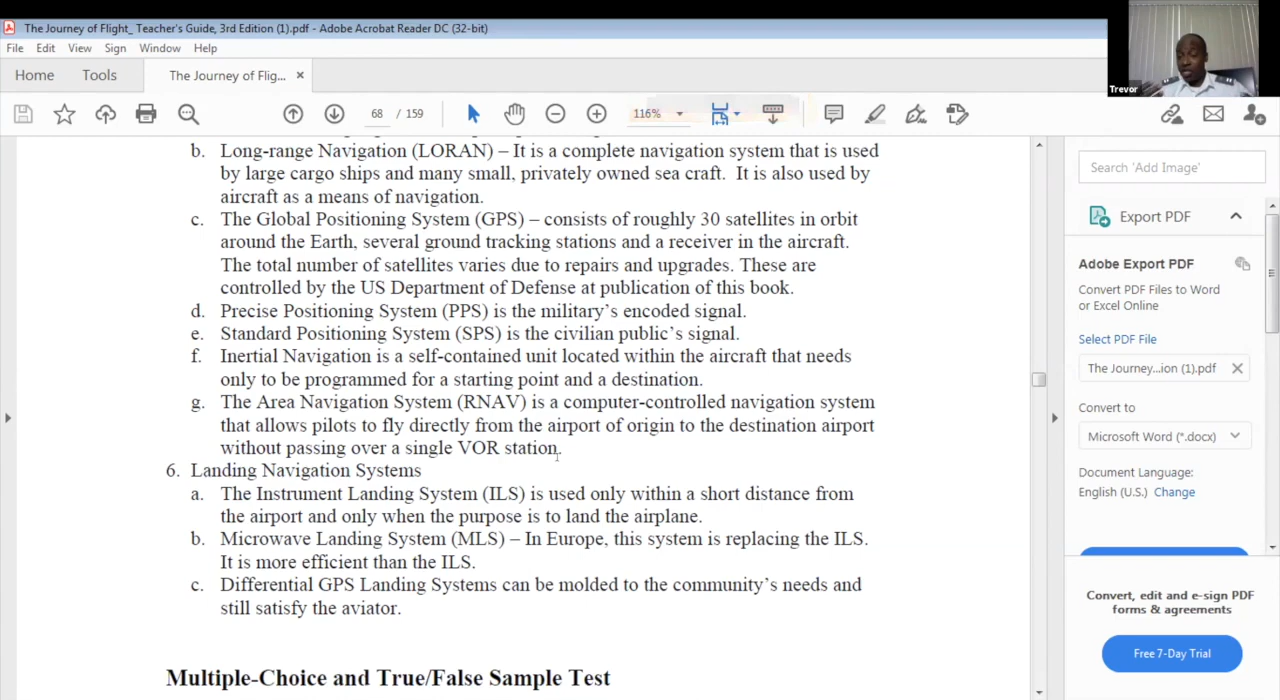 The Journey of Flight_ Teacher's Guide, 3rd Edition (1).pdf - Adobe Acrobat Reader DC (32-bit)
File Edit View Sign Window Help
Home Tools The Journey of Flig... ×
68 / 159 116%
Trevor
b. Long-range Navigation (LORAN) – It is a complete navigation system that is used
by large cargo ships and many small, privately owned sea craft. It is also used by
aircraft as a means of navigation.
c. The Global Positioning System (GPS) – consists of roughly 30 satellites in orbit
around the Earth, several ground tracking stations and a receiver in the aircraft.
The total number of satellites varies due to repairs and upgrades. These are
controlled by the US Department of Defense at publication of this book.
d. Precise Positioning System (PPS) is the military's encoded signal.
e. Standard Positioning System (SPS) is the civilian public's signal.
f. Inertial Navigation is a self-contained unit located within the aircraft that needs
only to be programmed for a starting point and a destination.
g. The Area Navigation System (RNAV) is a computer-controlled navigation system
that allows pilots to fly directly from the airport of origin to the destination airport
without passing over a single VOR station.
6. Landing Navigation Systems
a. The Instrument Landing System (ILS) is used only within a short distance from
the airport and only when the purpose is to land the airplane.
b. Microwave Landing System (MLS) – In Europe, this system is replacing the ILS.
It is more efficient than the ILS.
c. Differential GPS Landing Systems can be molded to the community's needs and
still satisfy the aviator.
Multiple-Choice and True/False Sample Test
Search 'Add Image'
Export PDF
Adobe Export PDF
Convert PDF Files to Word
or Excel Online
Select PDF File
The Journey...ion (1).pdf
Convert to
Microsoft Word (*.docx)
Document Language:
English (U.S.) Change
Convert, edit and e-sign PDF
forms & agreements
Free 7-Day Trial